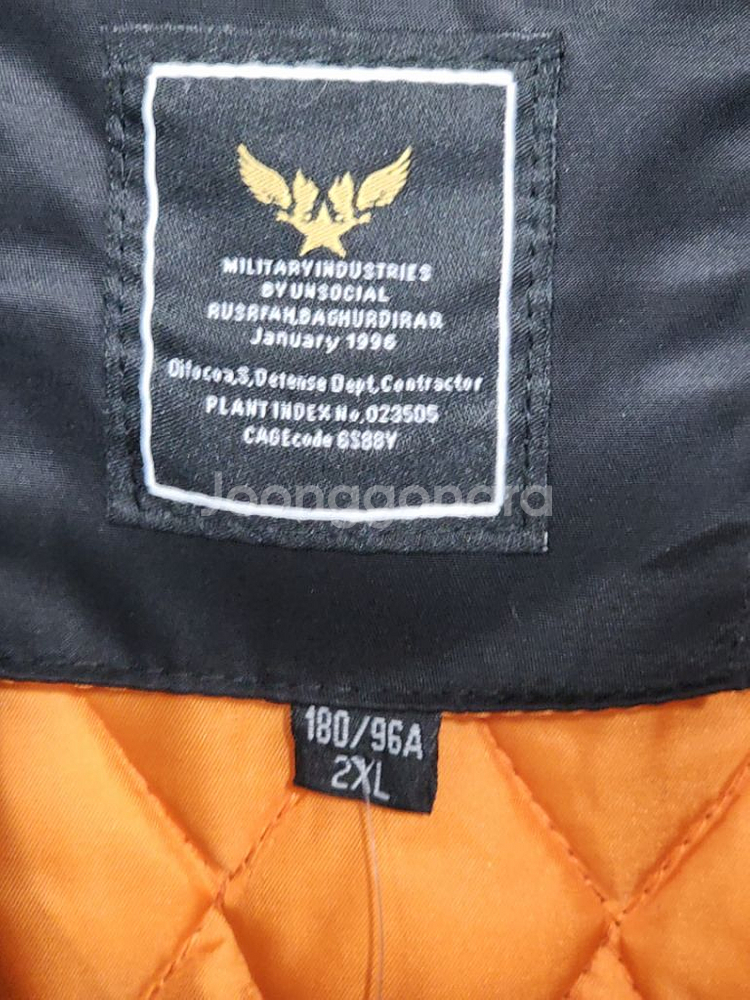 MILITARYINDUSTRIES
BY UNSOCIAL
RUSRFAH,BAGHURDIRAQ
January 1996
Oifocoa,S,Defense Dept,Contractor
PLANT INDEX No,023505
CAGEcode 6S88Y
Joonggonara
180/96A
2XL